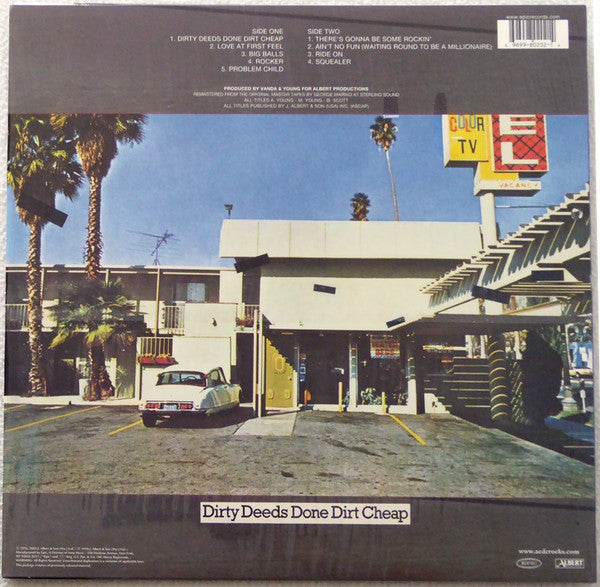 www.acdcrecords.com
SIDE ONE
1. DIRTY DEEDS DONE DIRT CHEAP
2. LOVE AT FIRST FEEL
3. BIG BALLS
4. ROCKER
5. PROBLEM CHILD
SIDE TWO
1. THERE'S GONNA BE SOME ROCKIN'
2. AIN'T NO FUN (WAITING ROUND TO BE A MILLIONAIRE)
3. RIDE ON
4. SQUEALER
PRODUCED BY VANDA & YOUNG FOR ALBERT PRODUCTIONS
REMASTERED FROM THE ORIGINAL MASTER TAPES BY GEORGE MARINO AT STERLING SOUND
ALL TITLES A. YOUNG - M. YOUNG - B. SCOTT
ALL TITLES PUBLISHED BY J. ALBERT & SON (USA) INC. (ASCAP)
COLOR
TV
EL
VACANCY
Dirty Deeds Done Dirt Cheap
www.acdcrocks.com
EPIC
ALBERT